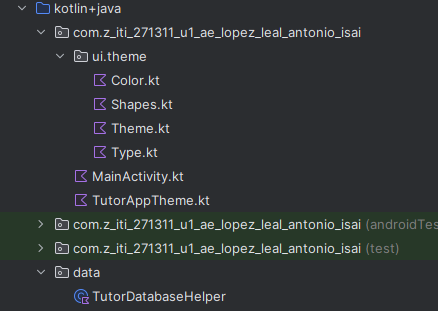 kotlin+java
com.z_iti_271311_u1_ae_lopez_leal_antonio_isai
ui.theme
Color.kt
Shapes.kt
Theme.kt
Type.kt
MainActivity.kt
TutorAppTheme.kt
com.z_iti_271311_u1_ae_lopez_leal_antonio_isai (androidTes
com.z_iti_271311_u1_ae_lopez_leal_antonio_isai (test)
data
TutorDatabaseHelper